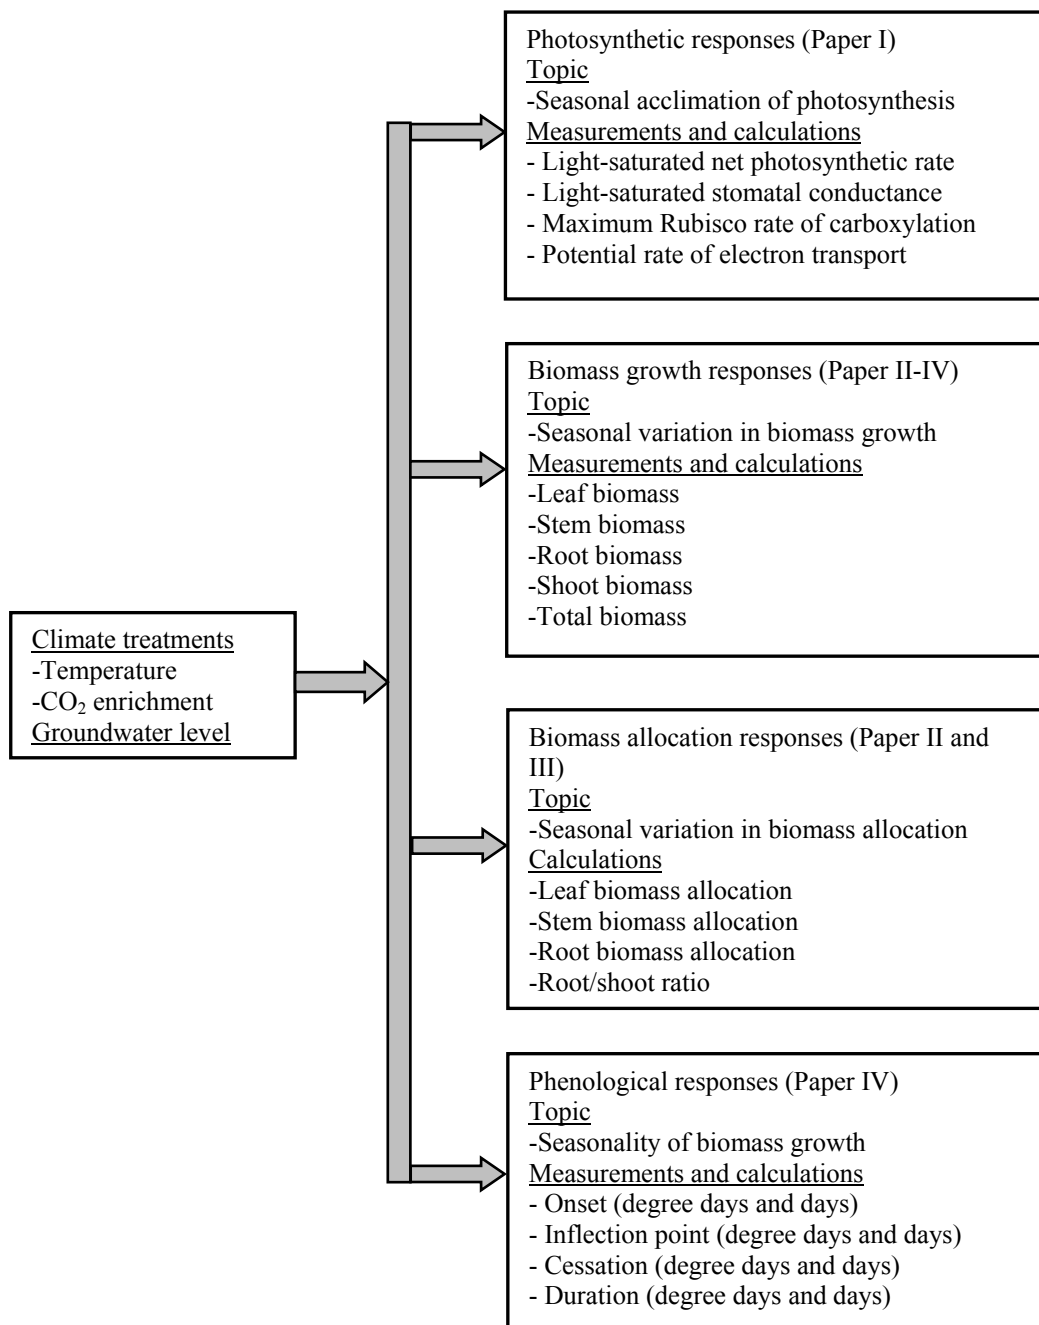 Photosynthetic responses (Paper I)
Topic
-Seasonal acclimation of photosynthesis
Measurements and calculations
- Light-saturated net photosynthetic rate
- Light-saturated stomatal conductance
- Maximum Rubisco rate of carboxylation
- Potential rate of electron transport
Biomass growth responses (Paper II-IV)
Topic
-Seasonal variation in biomass growth
Measurements and calculations
-Leaf biomass
-Stem biomass
-Root biomass
-Shoot biomass
-Total biomass
Climate treatments
-Temperature
-CO₂ enrichment
Groundwater level
Biomass allocation responses (Paper II and
III)
Topic
-Seasonal variation in biomass allocation
Calculations
-Leaf biomass allocation
-Stem biomass allocation
-Root biomass allocation
-Root/shoot ratio
Phenological responses (Paper IV)
Topic
-Seasonality of biomass growth
Measurements and calculations
- Onset (degree days and days)
- Inflection point (degree days and days)
- Cessation (degree days and days)
- Duration (degree days and days)